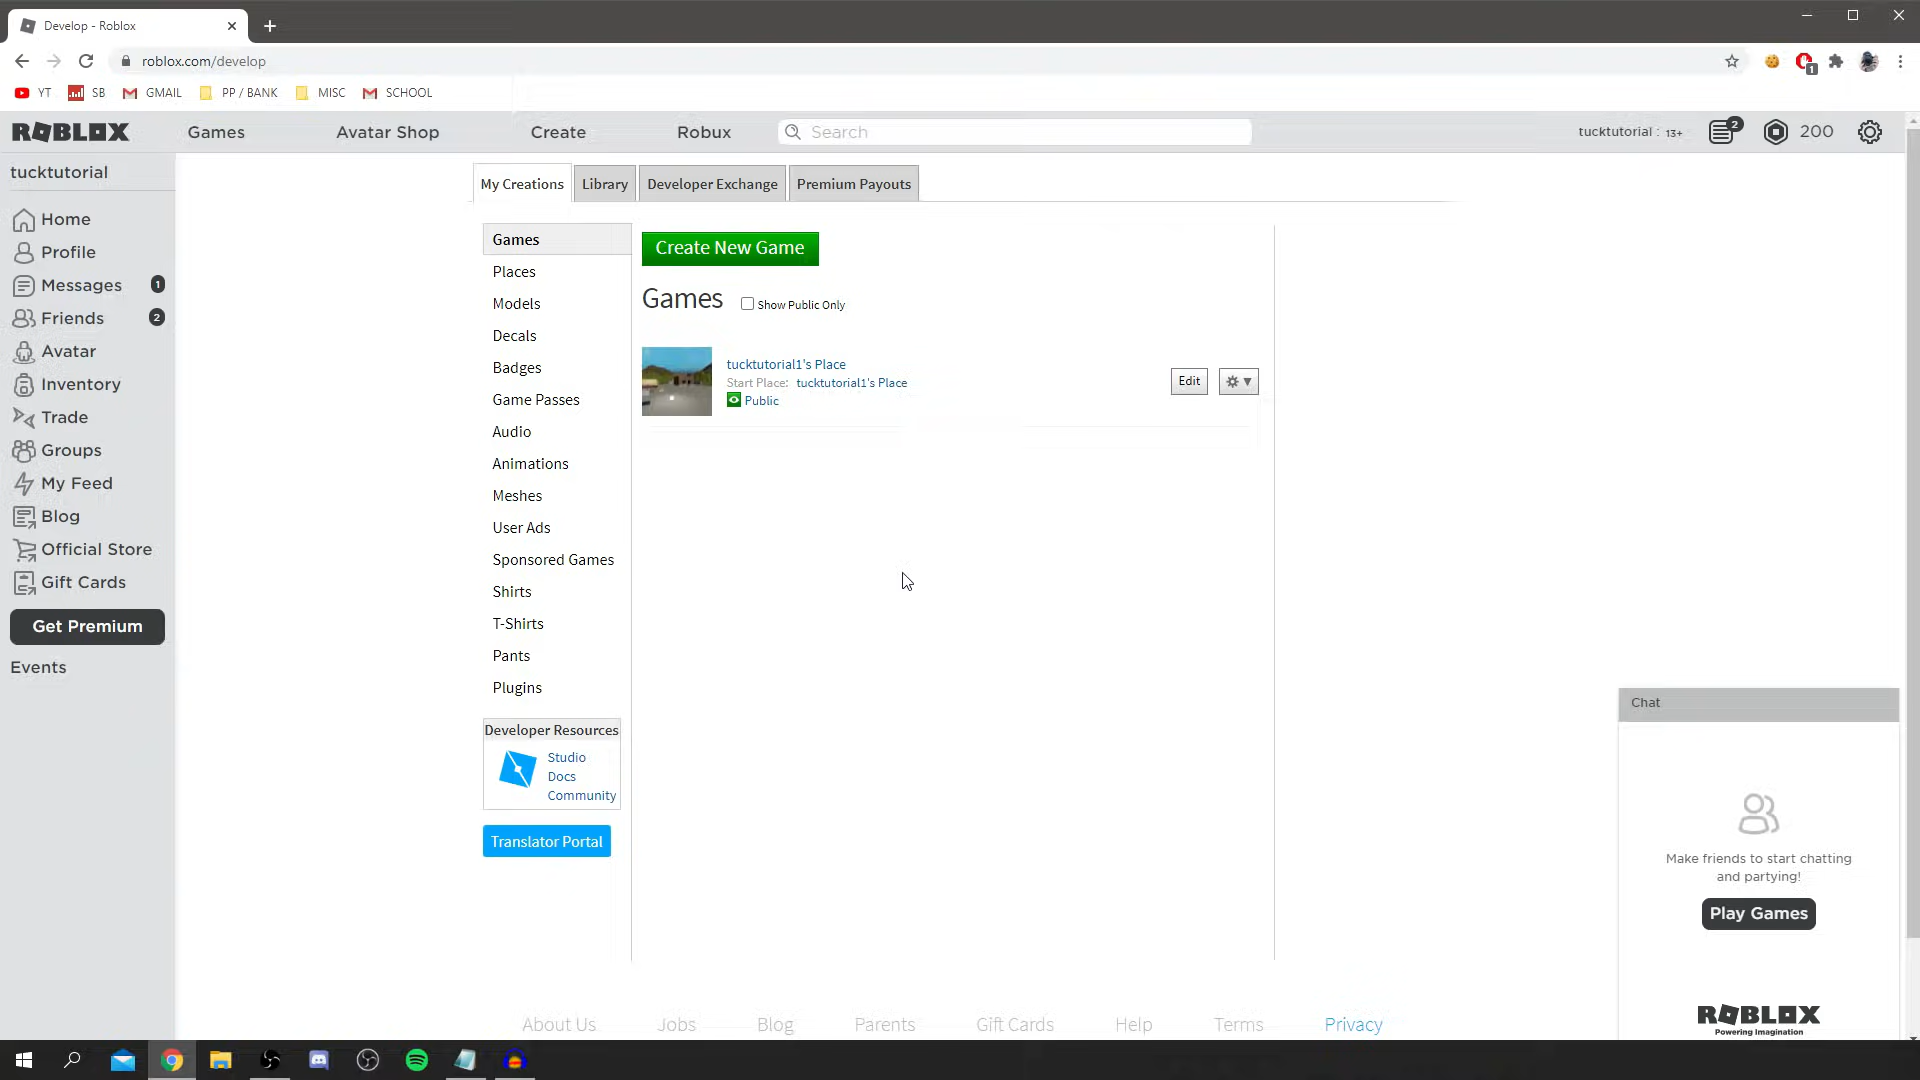 Develop - Roblox
roblox.com/develop
1
YT SB GMAIL PP / BANK MISC SCHOOL
ROBLOX Games Avatar Shop Create Robux Search tucktutorial : 13+ 2 200
tucktutorial
Home
Profile
Messages 1
Friends 2
Avatar
Inventory
Trade
Groups
My Feed
Blog
Official Store
Gift Cards
Get Premium
Events
My Creations Library Developer Exchange Premium Payouts
Games
Places
Models
Decals
Badges
Game Passes
Audio
Animations
Meshes
User Ads
Sponsored Games
Shirts
T-Shirts
Pants
Plugins
Developer Resources
Studio
Docs
Community
Translator Portal
Create New Game
Games Show Public Only
tucktutorial1's Place
Start Place: tucktutorial1's Place
Public
Edit
Chat
Make friends to start chatting
and partying!
Play Games
ROBLOX
Powering Imagination
About Us Jobs Blog Parents Gift Cards Help Terms Privacy